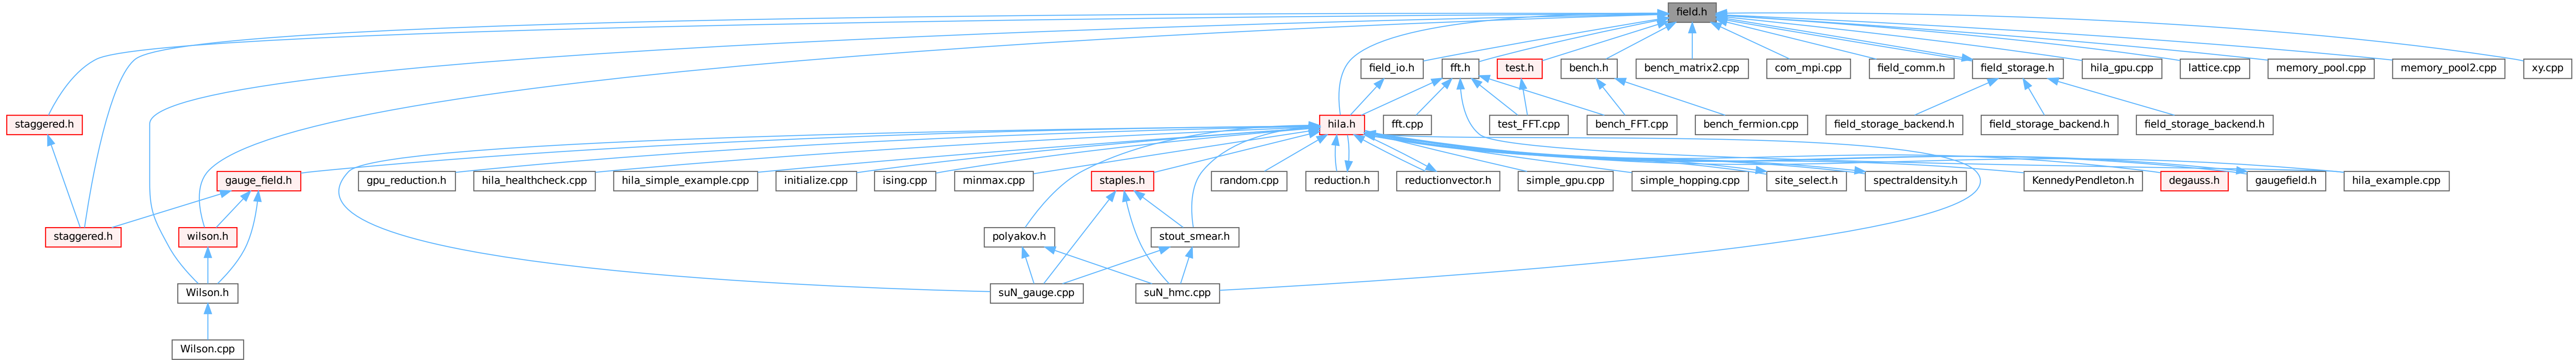 field.h
field_io.h
fft.h
test.h
bench.h
bench_matrix2.cpp
com_mpi.cpp
field_comm.h
field_storage.h
hila_gpu.cpp
lattice.cpp
memory_pool.cpp
memory_pool2.cpp
xy.cpp
staggered.h
hila.h
fft.cpp
test_FFT.cpp
bench_FFT.cpp
bench_fermion.cpp
field_storage_backend.h
field_storage_backend.h
field_storage_backend.h
gauge_field.h
gpu_reduction.h
hila_healthcheck.cpp
hila_simple_example.cpp
initialize.cpp
ising.cpp
minmax.cpp
staples.h
random.cpp
reduction.h
reductionvector.h
simple_gpu.cpp
simple_hopping.cpp
site_select.h
spectraldensity.h
KennedyPendleton.h
degauss.h
gaugefield.h
hila_example.cpp
staggered.h
wilson.h
polyakov.h
stout_smear.h
Wilson.h
suN_gauge.cpp
suN_hmc.cpp
Wilson.cpp